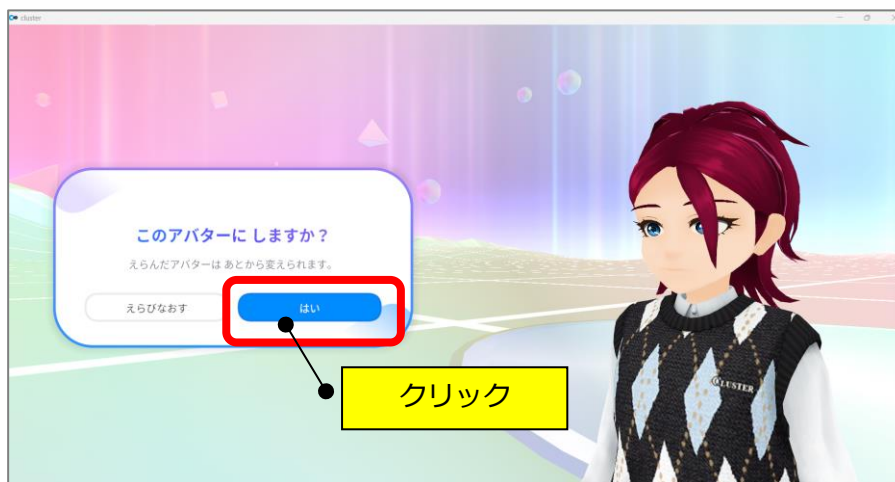 cluster
このアバターに しますか？
えらんだアバターは あとから変えられます。
えらびなおす
はい
クリック
CLUSTER